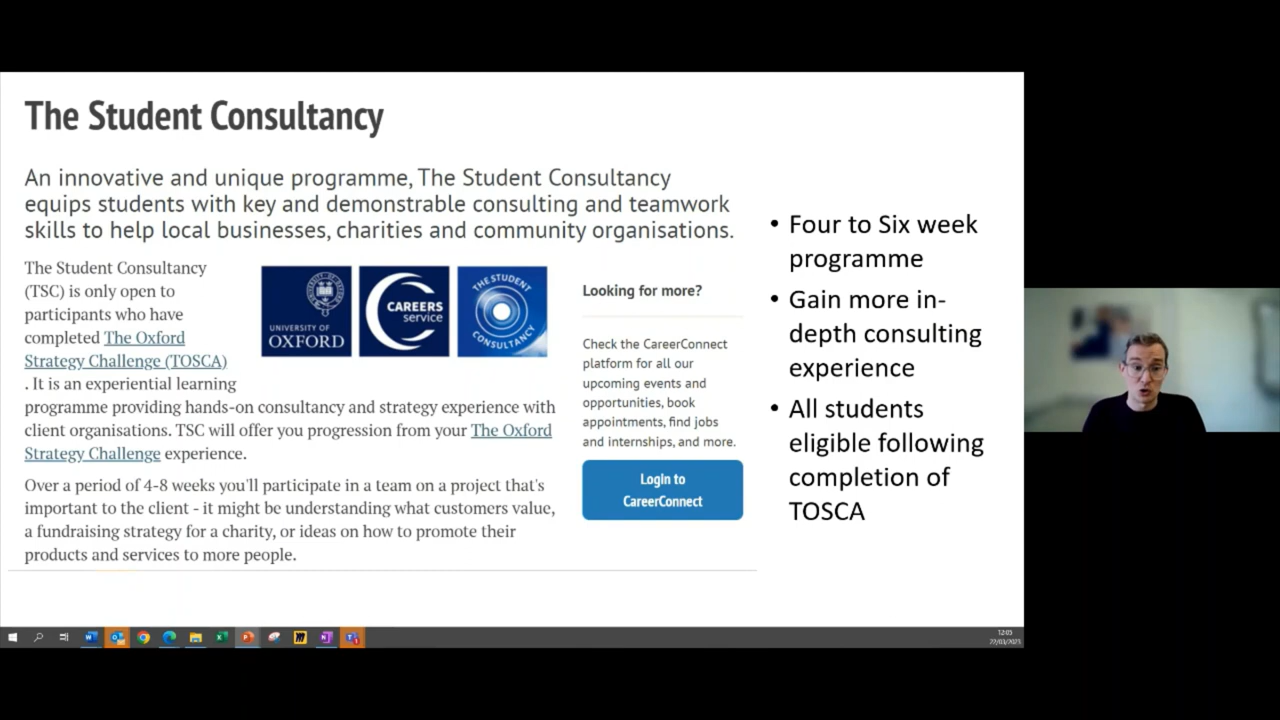 The Student Consultancy
An innovative and unique programme, The Student Consultancy
equips students with key and demonstrable consulting and teamwork
skills to help local businesses, charities and community organisations.
The Student Consultancy
(TSC) is only open to
participants who have
completed The Oxford
Strategy Challenge (TOSCA)
. It is an experiential learning
programme providing hands-on consultancy and strategy experience with
client organisations. TSC will offer you progression from your The Oxford
Strategy Challenge experience.
Over a period of 4-8 weeks you'll participate in a team on a project that's
important to the client - it might be understanding what customers value,
a fundraising strategy for a charity, or ideas on how to promote their
products and services to more people.
UNIVERSITY OF
OXFORD
CAREERS
service
THE STUDENT
CONSULTANCY
Looking for more?
Check the CareerConnect
platform for all our
upcoming events and
opportunities, book
appointments, find jobs
and internships, and more.
Login to
CareerConnect
• Four to Six week
programme
• Gain more in-
depth consulting
experience
• All students
eligible following
completion of
TOSCA
12:05
22/03/2023